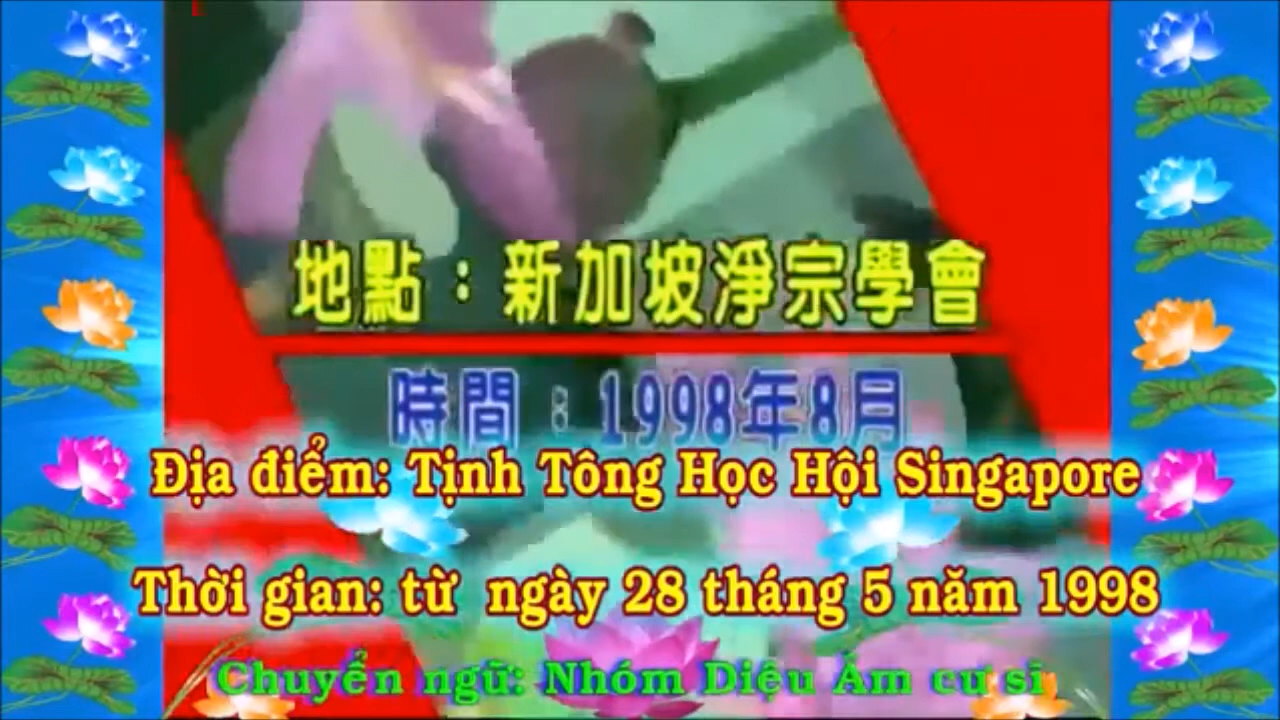 地點：新加坡淨宗學會
時間：1998年8月
Địa điểm: Tịnh Tông Học Hội Singapore
Thời gian: từ ngày 28 tháng 5 năm 1998
Chuyển ngữ: Nhóm Diệu Âm cư sĩ